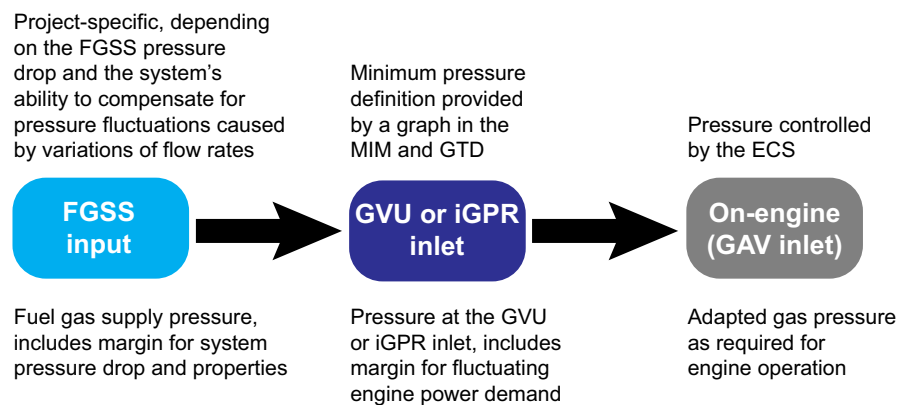 Project-specific, depending
on the FGSS pressure
drop and the system's
ability to compensate for
pressure fluctuations caused
by variations of flow rates
Minimum pressure
definition provided
by a graph in the
MIM and GTD
Pressure controlled
by the ECS
FGSS
input
GVU or iGPR
inlet
On-engine
(GAV inlet)
Fuel gas supply pressure,
includes margin for system
pressure drop and properties
Pressure at the GVU
or iGPR inlet, includes
margin for fluctuating
engine power demand
Adapted gas pressure
as required for
engine operation